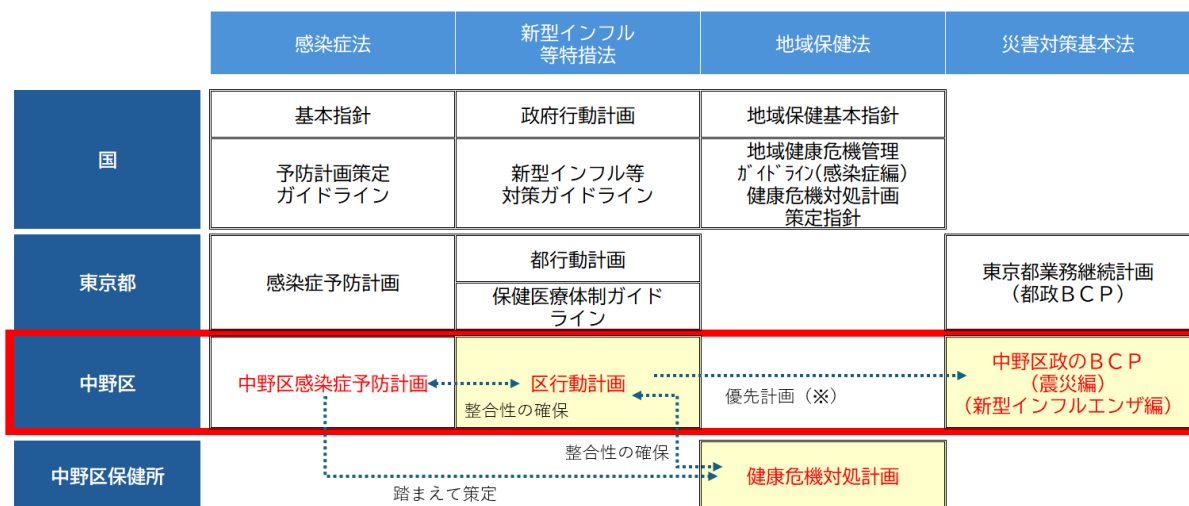 感染症法
新型インフル
等特措法
地域保健法
災害対策基本法
国
基本指針
政府行動計画
地域保健基本指針
予防計画策定
ガイドライン
新型インフル等
対策ガイドライン
地域健康危機管理
ｶﾞｲﾄﾞﾗｲﾝ(感染症編)
健康危機対処計画
策定指針
東京都
感染症予防計画
都行動計画
保健医療体制ガイド
ライン
東京都業務継続計画
（都政ＢＣＰ）
中野区
中野区感染症予防計画
区行動計画
整合性の確保
優先計画（※）
中野区政のＢＣＰ
（震災編）
（新型インフルエンザ編）
整合性の確保
中野区保健所
踏まえて策定
健康危機対処計画